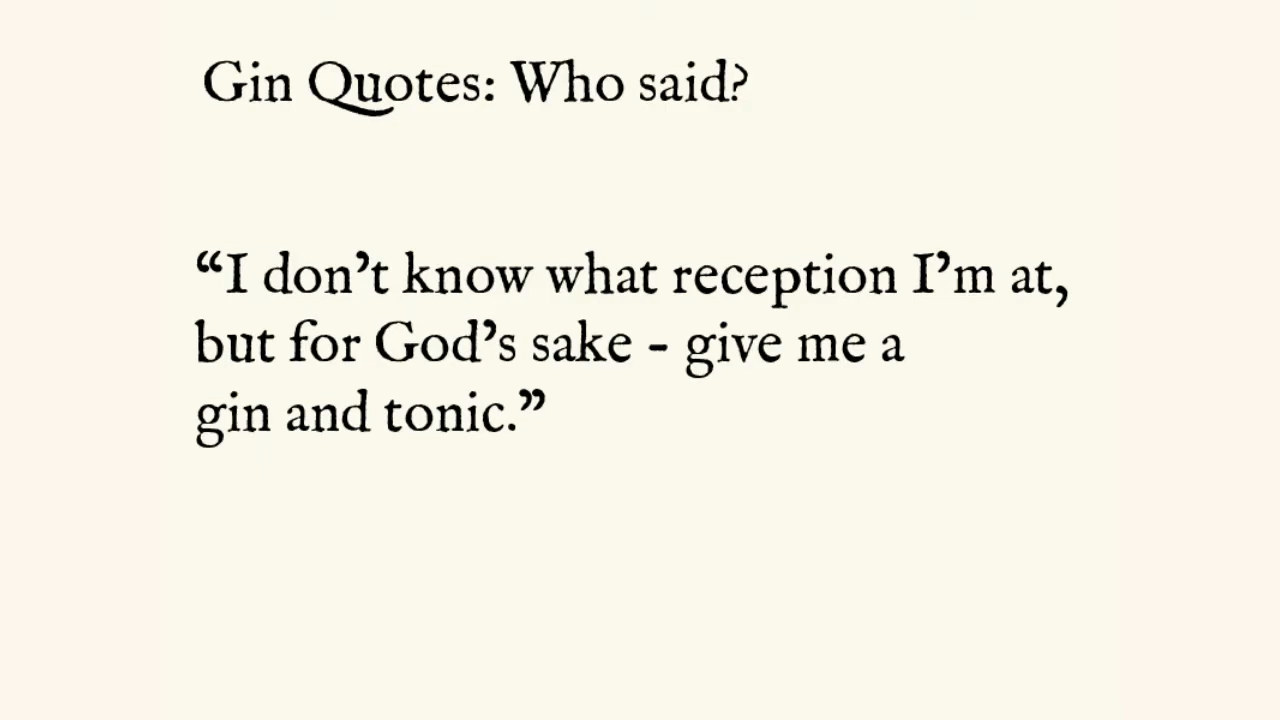 Gin Quotes: Who said?
“I don’t know what reception I’m at,
but for God’s sake - give me a
gin and tonic.”